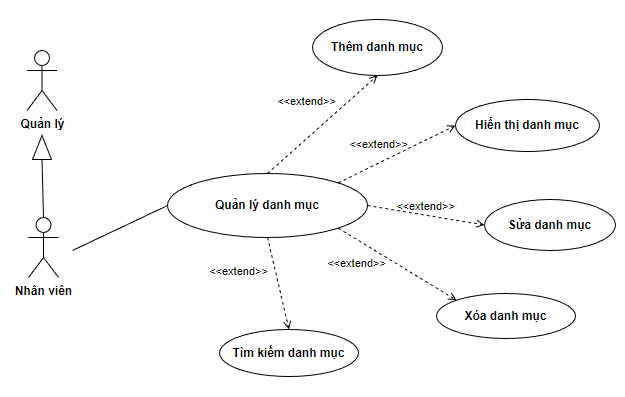 Thêm danh mục
<<extend>>
Quản lý
Hiển thị danh mục
<<extend>>
Quản lý danh mục
<<extend>>
Sửa danh mục
Nhân viên
<<extend>>
<<extend>>
Xóa danh mục
Tìm kiếm danh mục